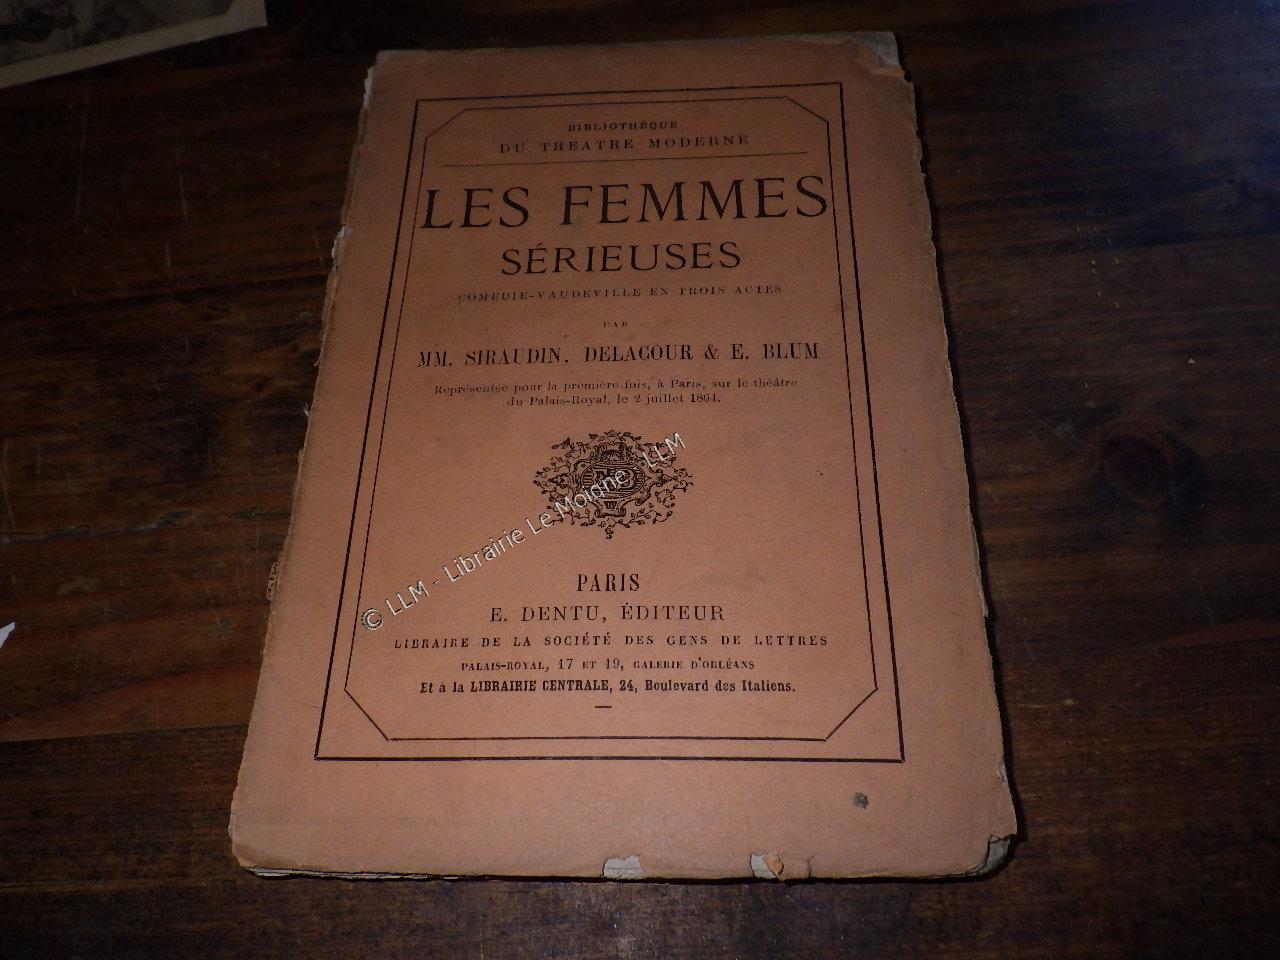 BIBLIOTHÈQUE
DU THEATRE MODERNE
LES FEMMES
SÉRIEUSES
COMEDIE-VAUDEVILLE EN TROIS ACTES
PAR
MM. SIRAUDIN, DELACOUR & E. BLUM
Représentée pour la première fois, à Paris, sur le théâtre
du Palais-Royal, le 2 juillet 1864.
© LLM - Librairie Le Moigne - LLM
PARIS
E. DENTU, ÉDITEUR
LIBRAIRE DE LA SOCIÉTÉ DES GENS DE LETTRES
PALAIS-ROYAL, 17 ET 19, GALERIE D'ORLÉANS
Et à la LIBRAIRIE CENTRALE, 24, Boulevard des Italiens.